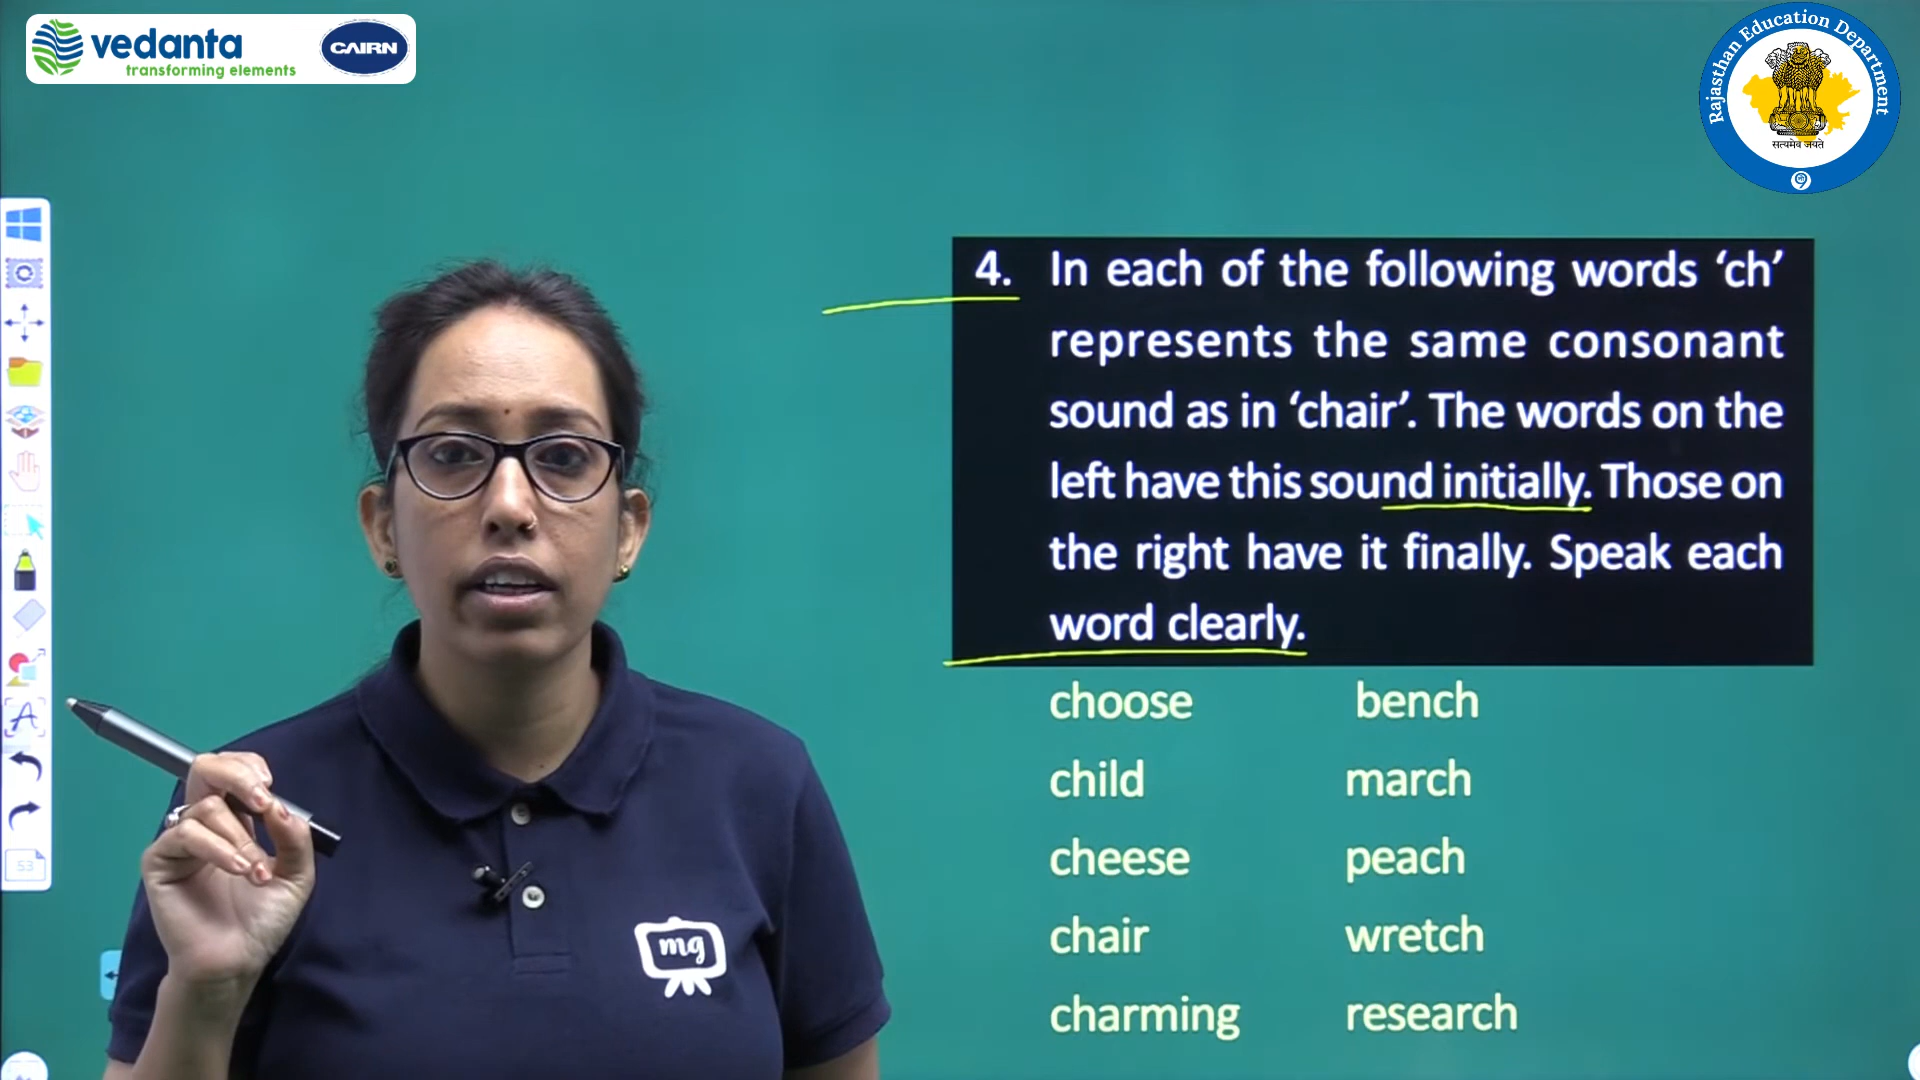 vedanta
transforming elements
CAIRN
Rajasthan Education Department
सत्यमेव जयते
4. In each of the following words ‘ch’
represents the same consonant
sound as in ‘chair’. The words on the
left have this sound initially. Those on
the right have it finally. Speak each
word clearly.
choose bench
child march
cheese peach
chair wretch
charming research
mg
53
A